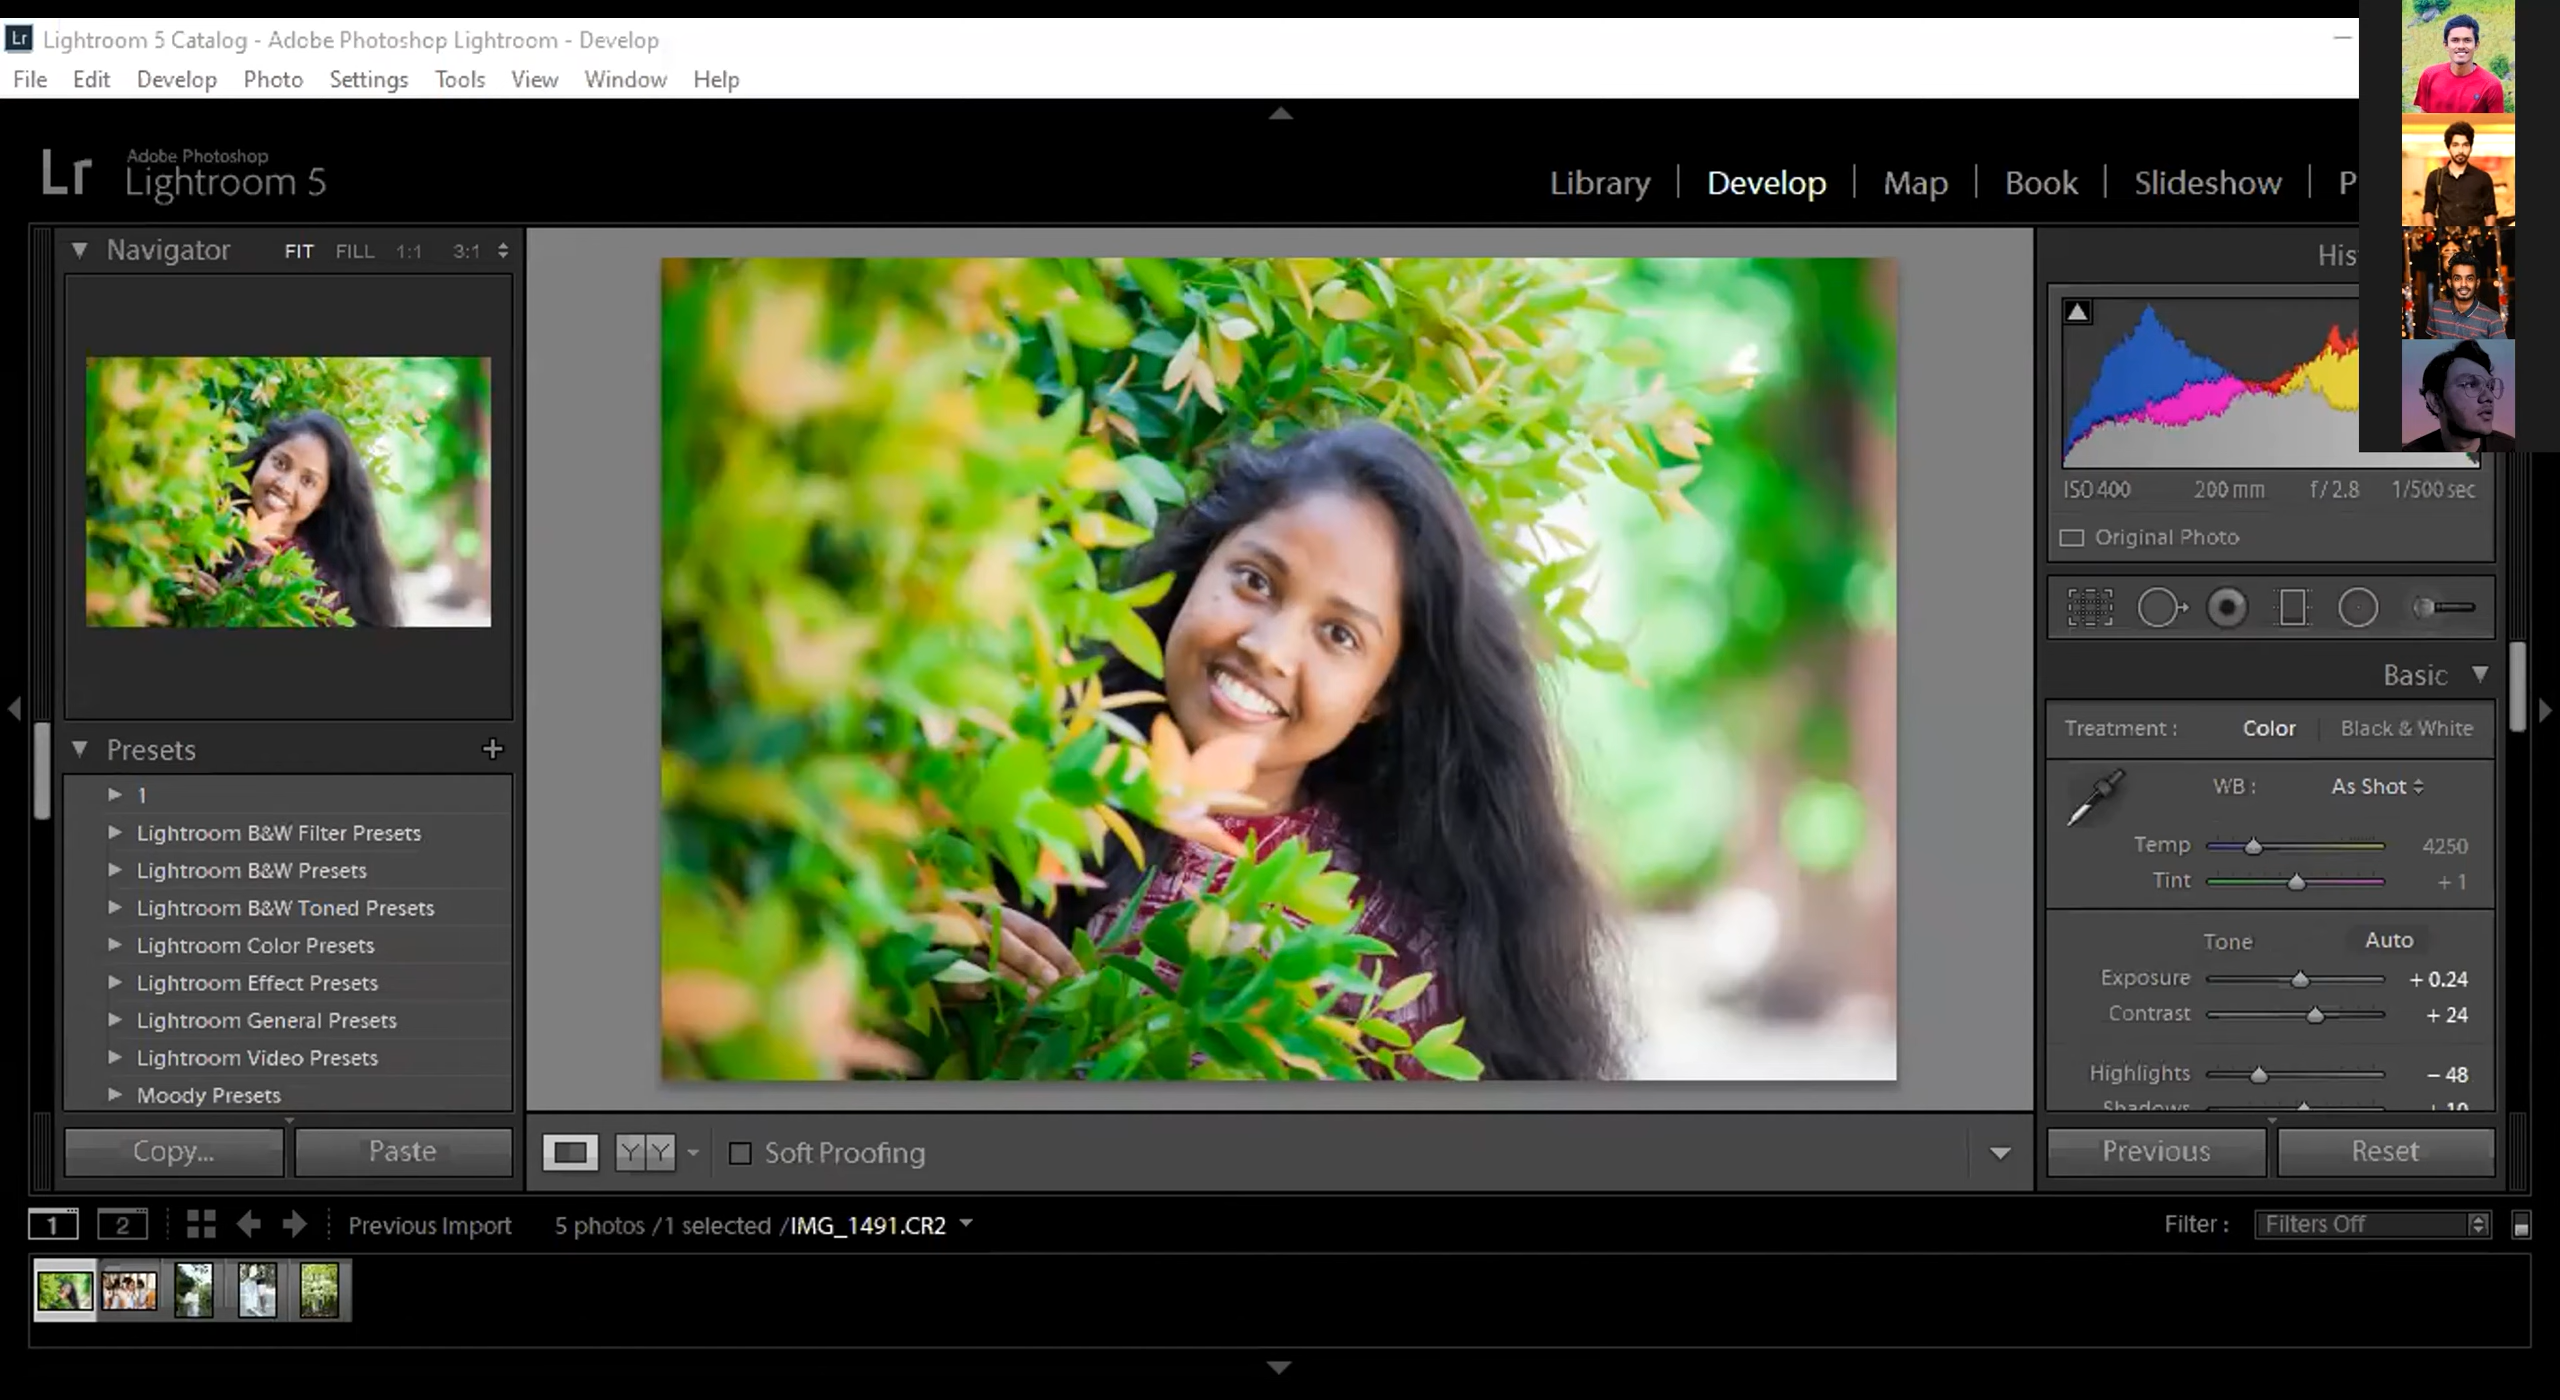 Lr Lightroom 5 Catalog - Adobe Photoshop Lightroom - Develop
File Edit Develop Photo Settings Tools View Window Help
Lr Adobe Photoshop
Lightroom 5
Library | Develop | Map | Book | Slideshow |
Navigator FIT FILL 1:1 3:1
ISO 400 200 mm f/2.8 1/500 sec
Original Photo
Basic
Treatment : Color Black & White
WB : As Shot
Temp 4250
Tint + 1
Tone Auto
Exposure + 0.24
Contrast + 24
Highlights - 48
Shadows + 10
Presets +
1
Lightroom B&W Filter Presets
Lightroom B&W Presets
Lightroom B&W Toned Presets
Lightroom Color Presets
Lightroom Effect Presets
Lightroom General Presets
Lightroom Video Presets
Moody Presets
Copy... Paste
YY Soft Proofing
Previous Reset
1 2 Previous Import 5 photos /1 selected /IMG_1491.CR2
Filter : Filters Off